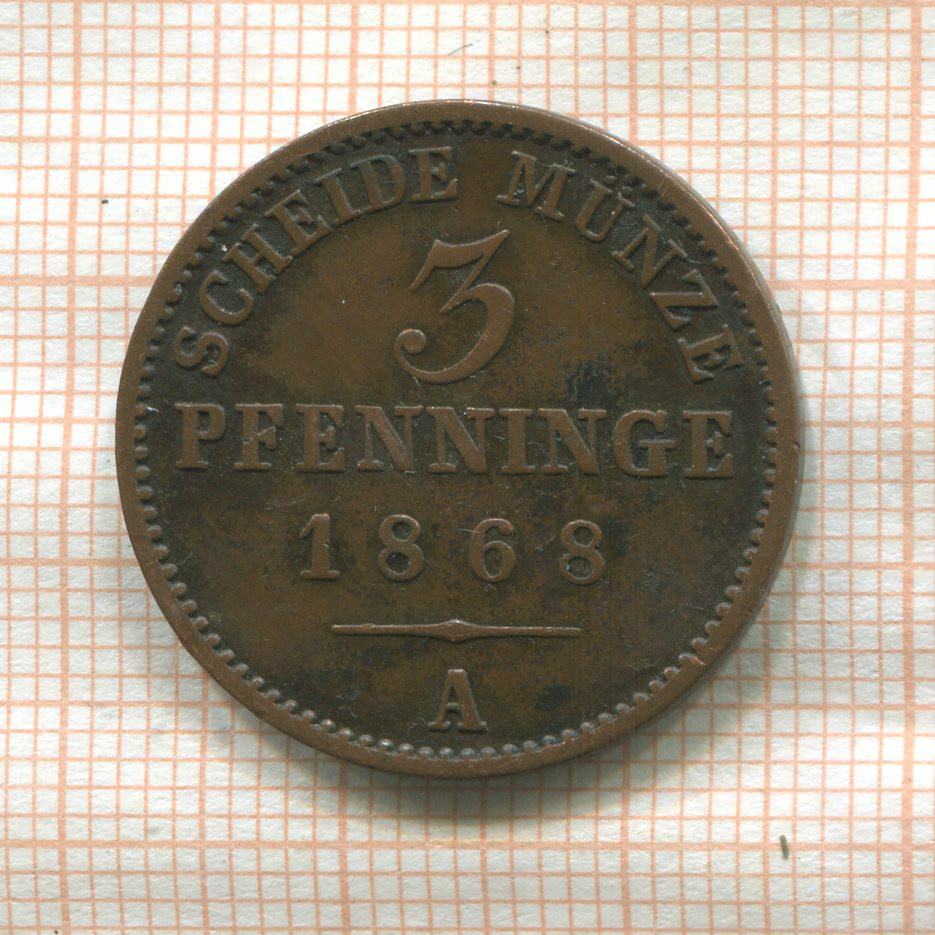 SCHEIDE MÜNZE
3
PFENNINGE
1868
A